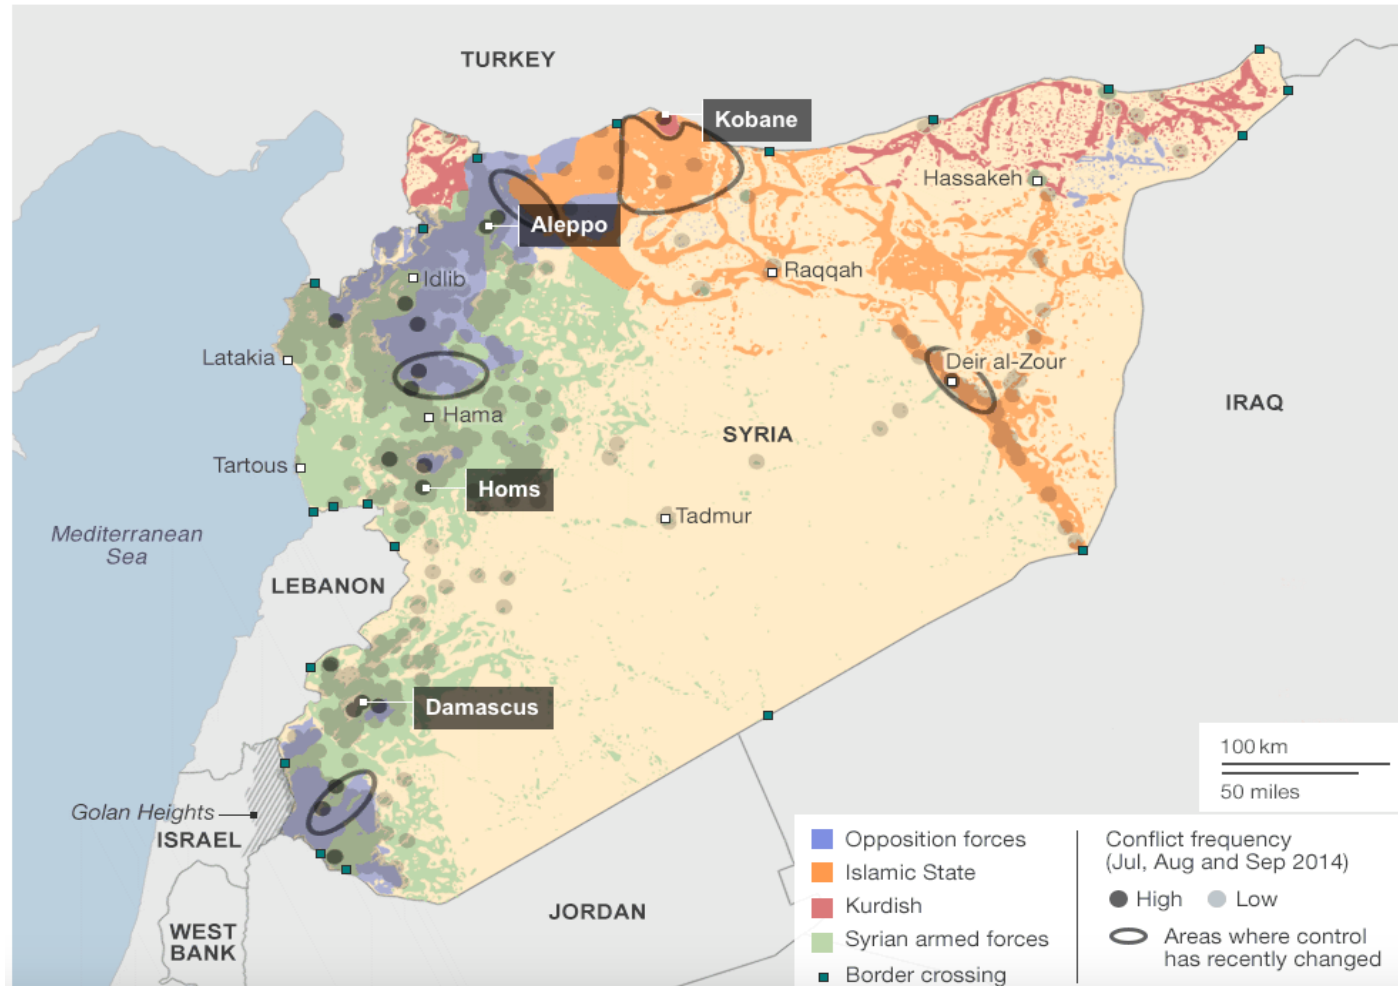 TURKEY
Kobane
Hassakeh
Aleppo
Idlib
Raqqah
Latakia
Deir al-Zour
IRAQ
Hama
SYRIA
Tartous
Homs
Tadmur
Mediterranean
Sea
LEBANON
Damascus
100 km
50 miles
Golan Heights
ISRAEL
JORDAN
WEST
BANK
Opposition forces
Islamic State
Kurdish
Syrian armed forces
Border crossing
Conflict frequency
(Jul, Aug and Sep 2014)
High Low
Areas where control
has recently changed